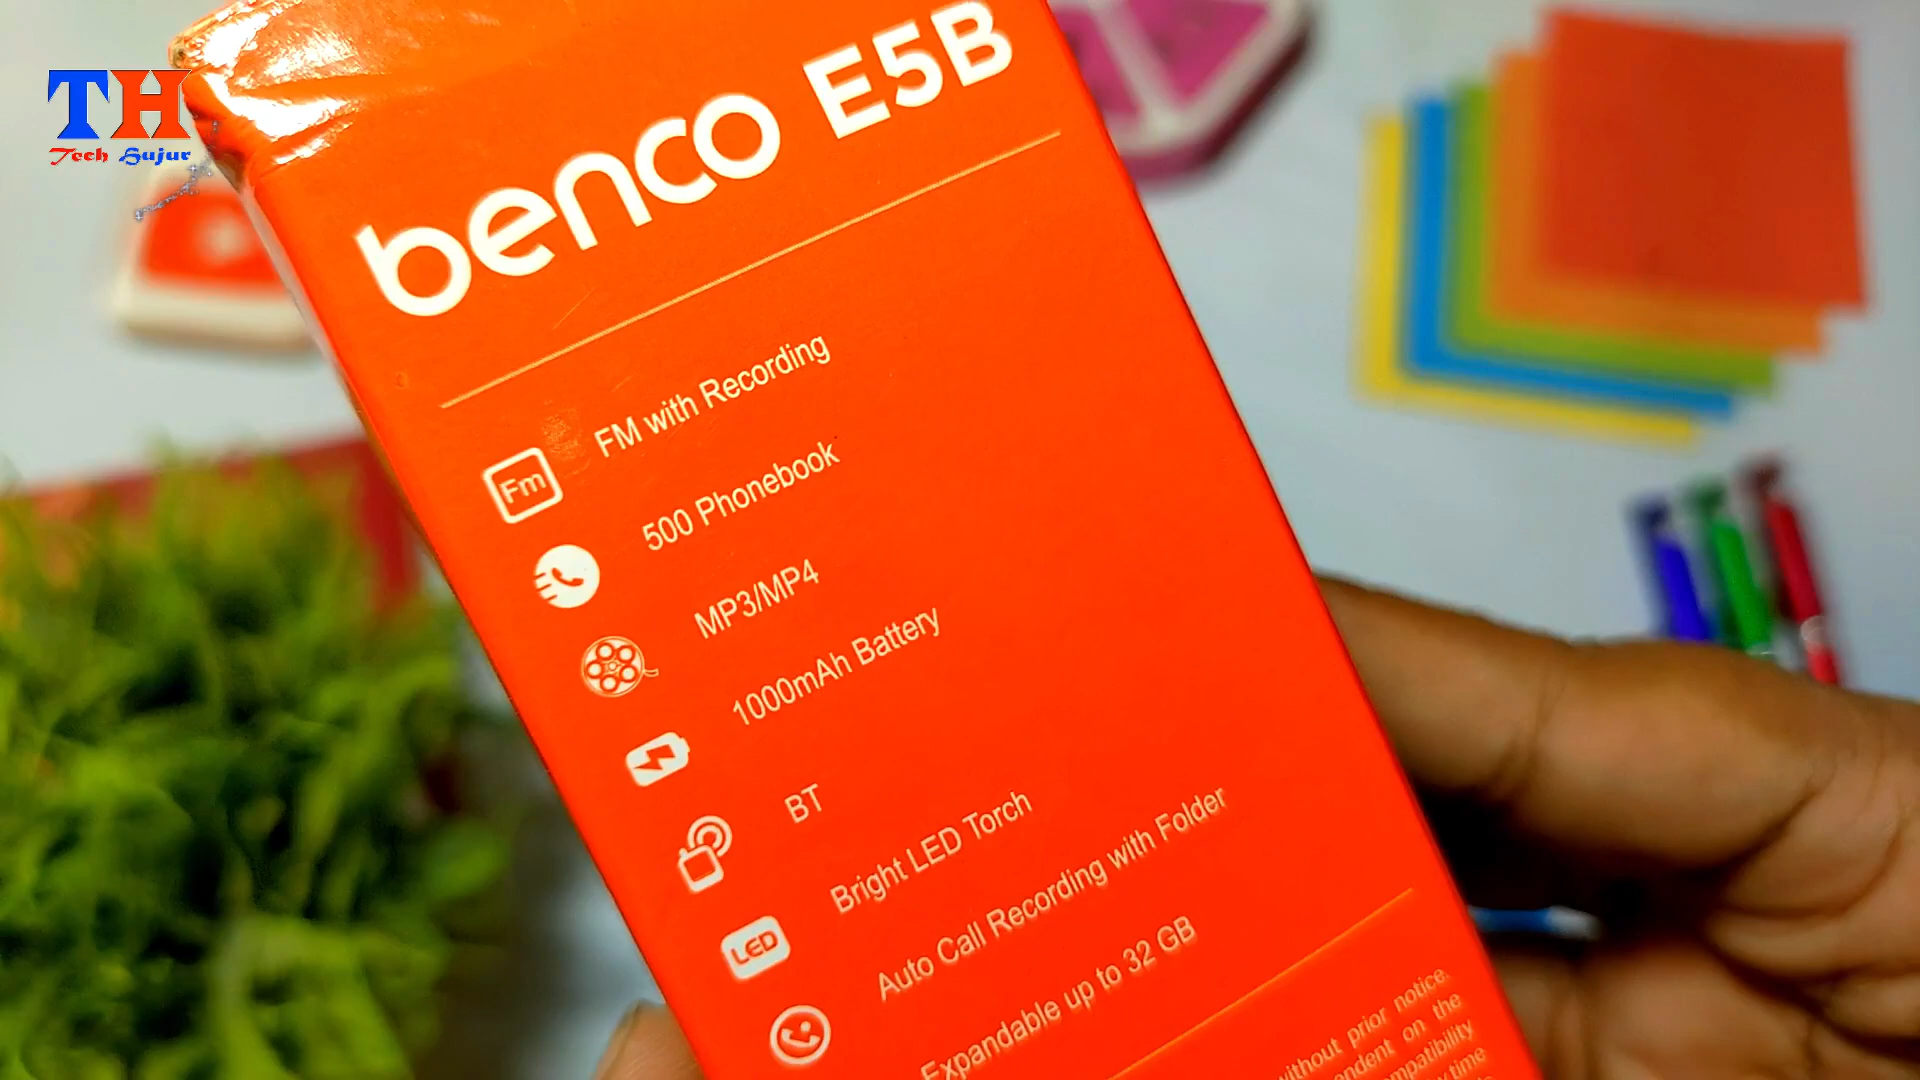 TH
Tech Hujur
benco E5B
Fm FM with Recording
500 Phonebook
MP3/MP4
1000mAh Battery
BT
LED Bright LED Torch
Auto Call Recording with Folder
Expandable up to 32 GB
without prior notice.
on the
time